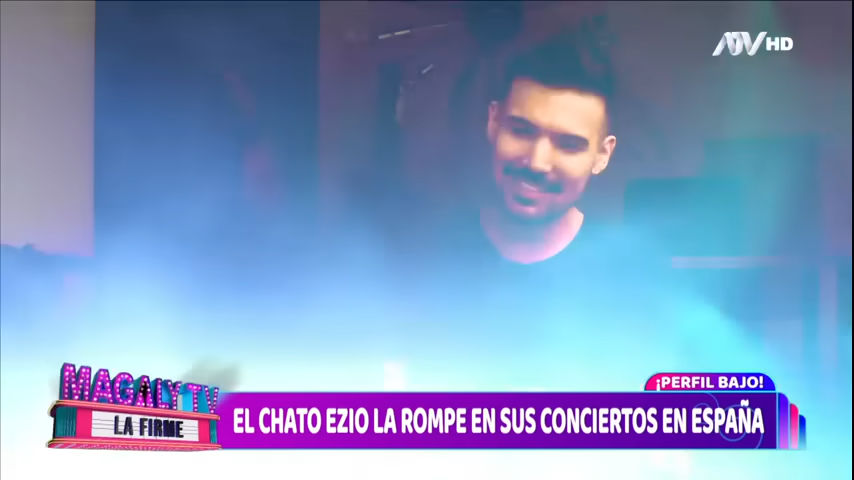 ATV HD
¡PERFIL BAJO!
MAGALY TV
LA FIRME
EL CHATO EZIO LA ROMPE EN SUS CONCIERTOS EN ESPAÑA